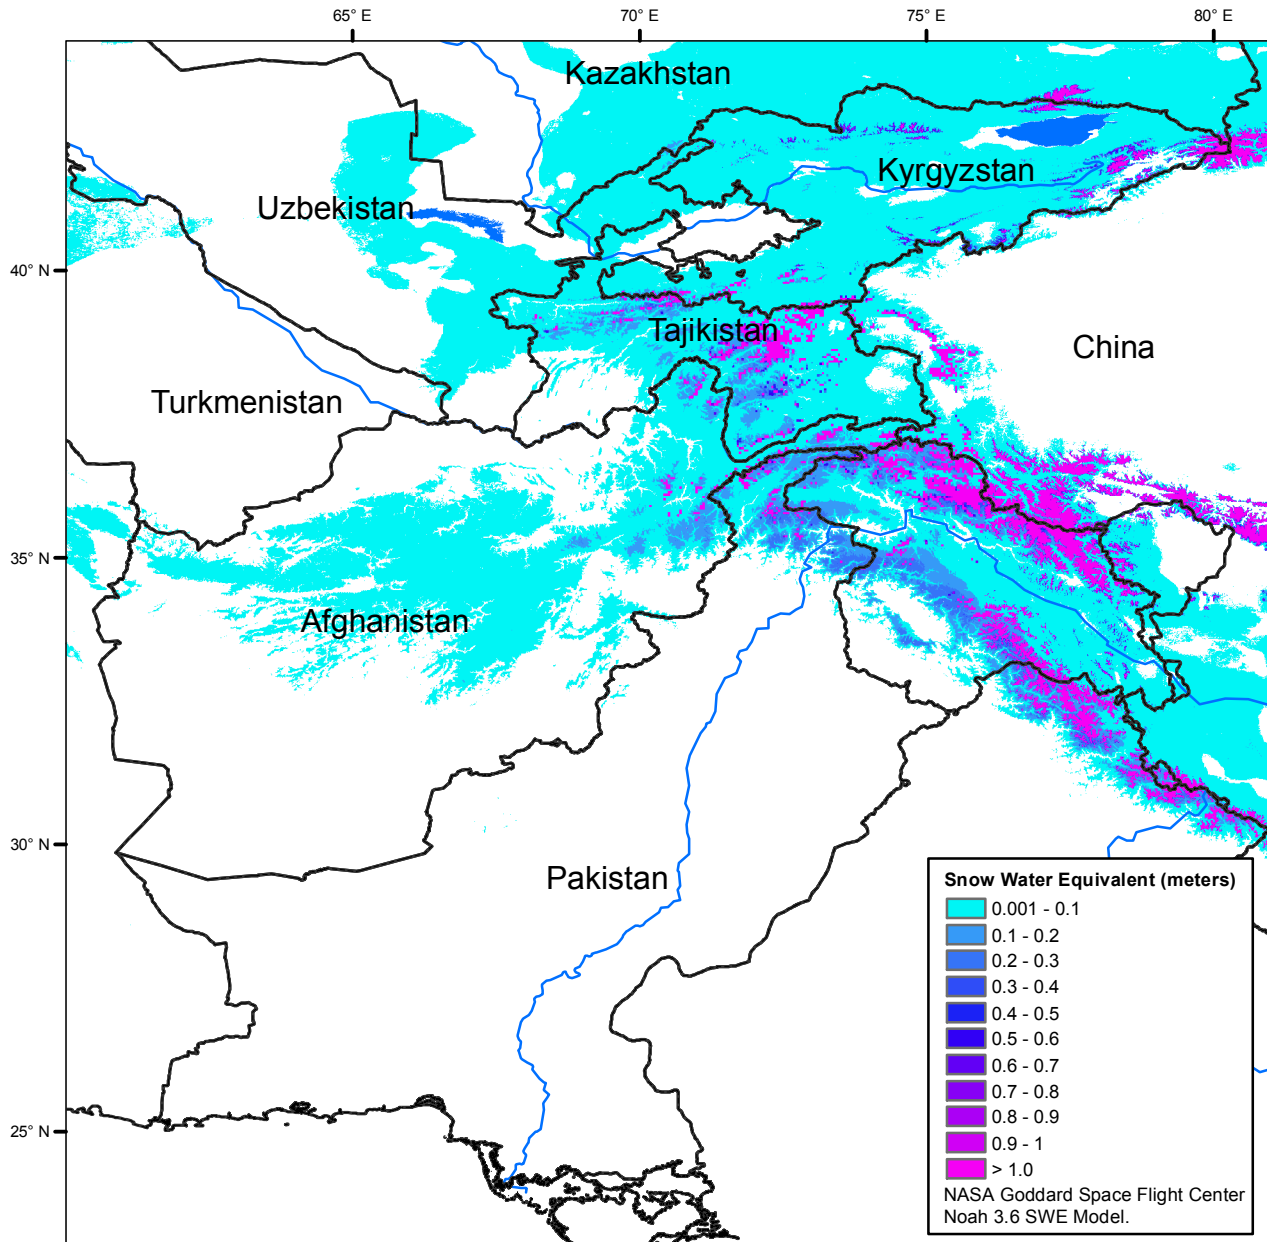 65° E
70° E
75° E
80° E
Kazakhstan
Kyrgyzstan
Uzbekistan
40° N
Tajikistan
China
Turkmenistan
35° N
Afghanistan
30° N
Pakistan
25° N
Snow Water Equivalent (meters)
0.001 - 0.1
0.1 - 0.2
0.2 - 0.3
0.3 - 0.4
0.4 - 0.5
0.5 - 0.6
0.6 - 0.7
0.7 - 0.8
0.8 - 0.9
0.9 - 1
> 1.0
NASA Goddard Space Flight Center
Noah 3.6 SWE Model.